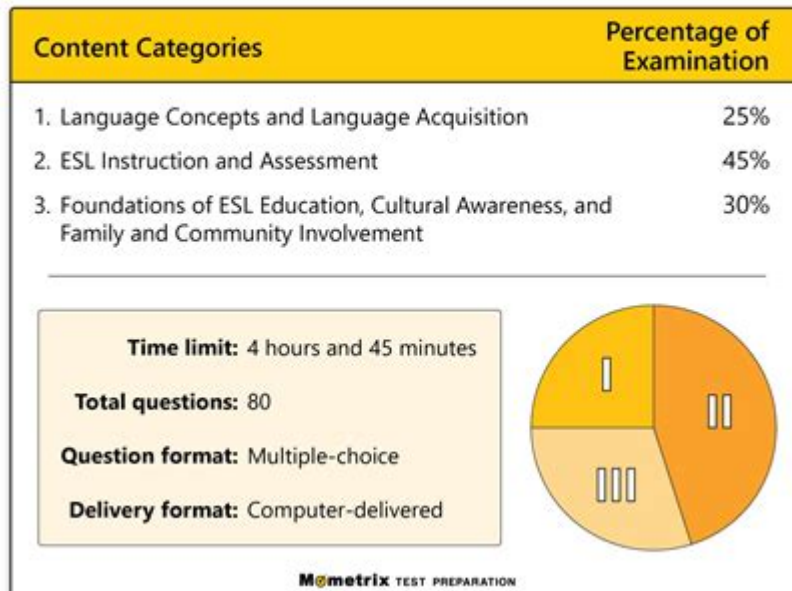 Content Categories
Percentage of
Examination
1. Language Concepts and Language Acquisition 25%
2. ESL Instruction and Assessment 45%
3. Foundations of ESL Education, Cultural Awareness, and 30%
Family and Community Involvement
Time limit: 4 hours and 45 minutes
Total questions: 80
Question format: Multiple-choice
Delivery format: Computer-delivered
I
II
III
Mometrix TEST PREPARATION